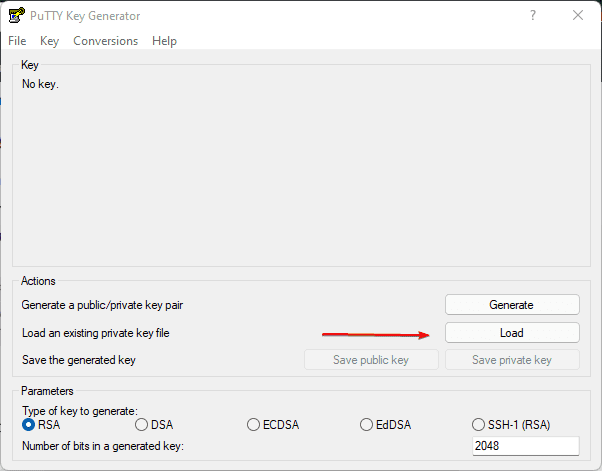 PuTTY Key Generator
File Key Conversions Help
Key
No key.
Actions
Generate a public/private key pair Generate
Load an existing private key file Load
Save the generated key Save public key Save private key
Parameters
Type of key to generate:
RSA DSA ECDSA EdDSA SSH-1 (RSA)
Number of bits in a generated key: 2048